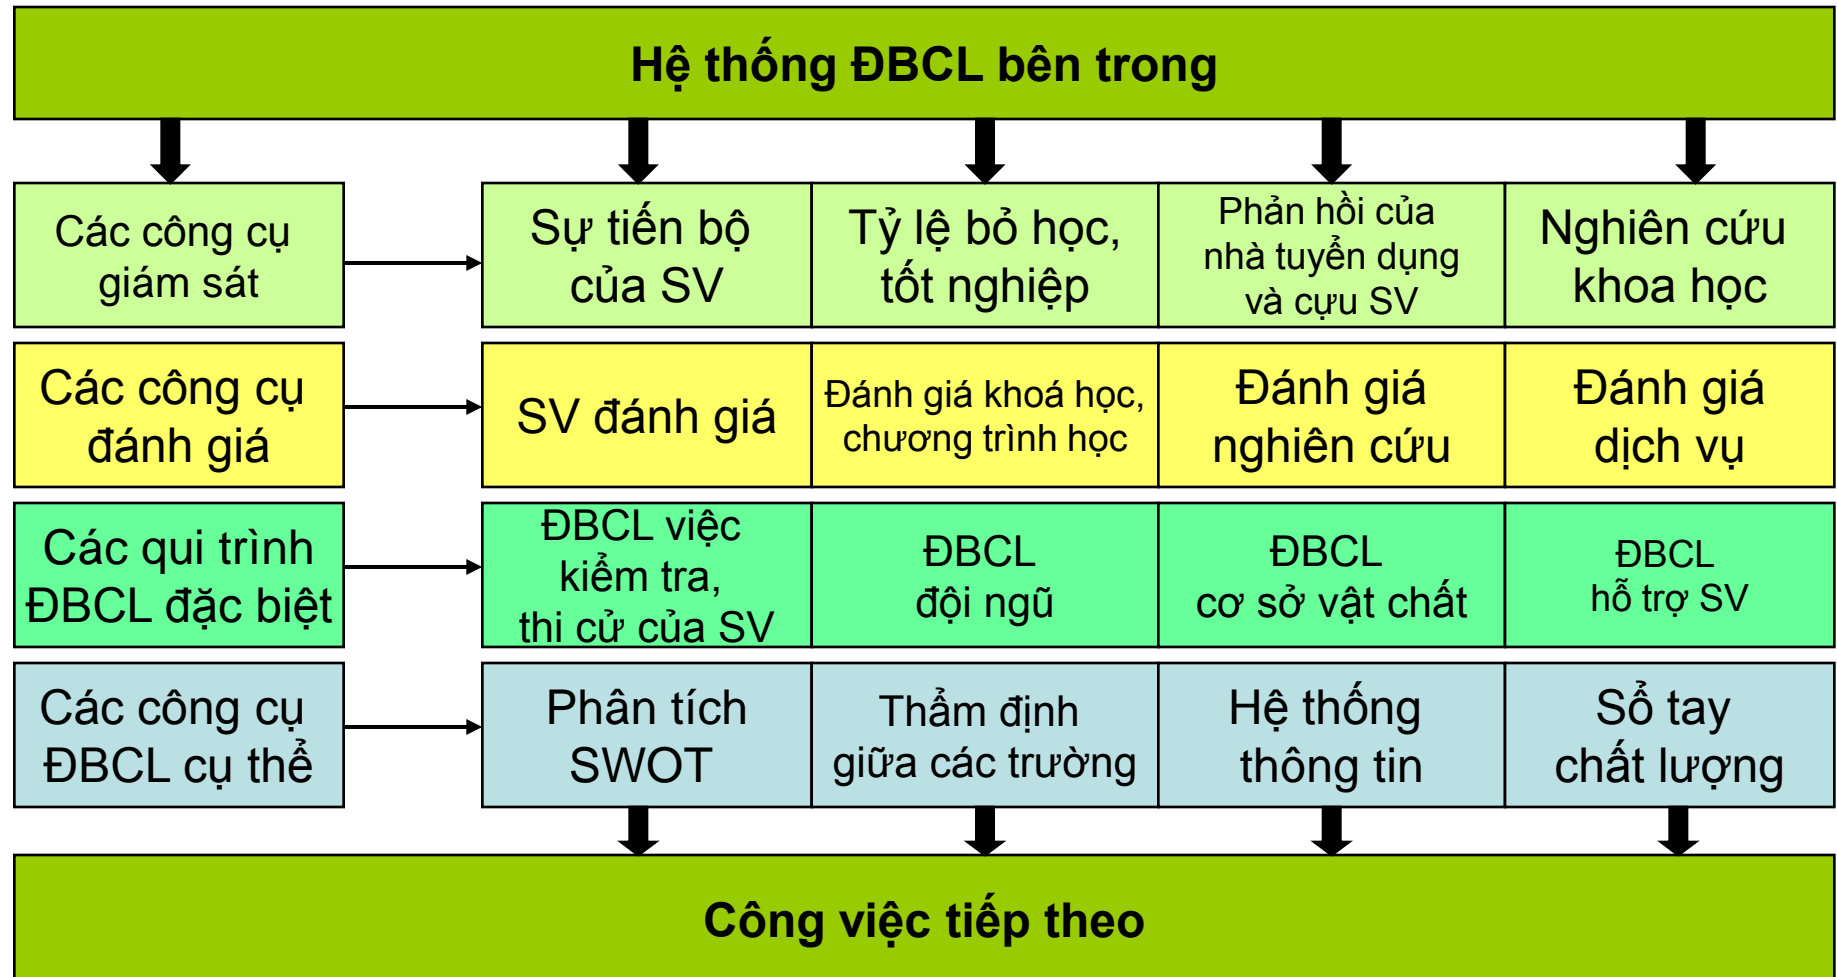 Hệ thống ĐBCL bên trong
Các công cụ
giám sát
Sự tiến bộ
của SV
Tỷ lệ bỏ học,
tốt nghiệp
Phản hồi của
nhà tuyển dụng
và cựu SV
Nghiên cứu
khoa học
Các công cụ
đánh giá
SV đánh giá
Đánh giá khoá học,
chương trình học
Đánh giá
nghiên cứu
Đánh giá
dịch vụ
Các qui trình
ĐBCL đặc biệt
ĐBCL việc
kiểm tra,
thi cử của SV
ĐBCL
đội ngũ
ĐBCL
cơ sở vật chất
ĐBCL
hỗ trợ SV
Các công cụ
ĐBCL cụ thể
Phân tích
SWOT
Thẩm định
giữa các trường
Hệ thống
thông tin
Sổ tay
chất lượng
Công việc tiếp theo